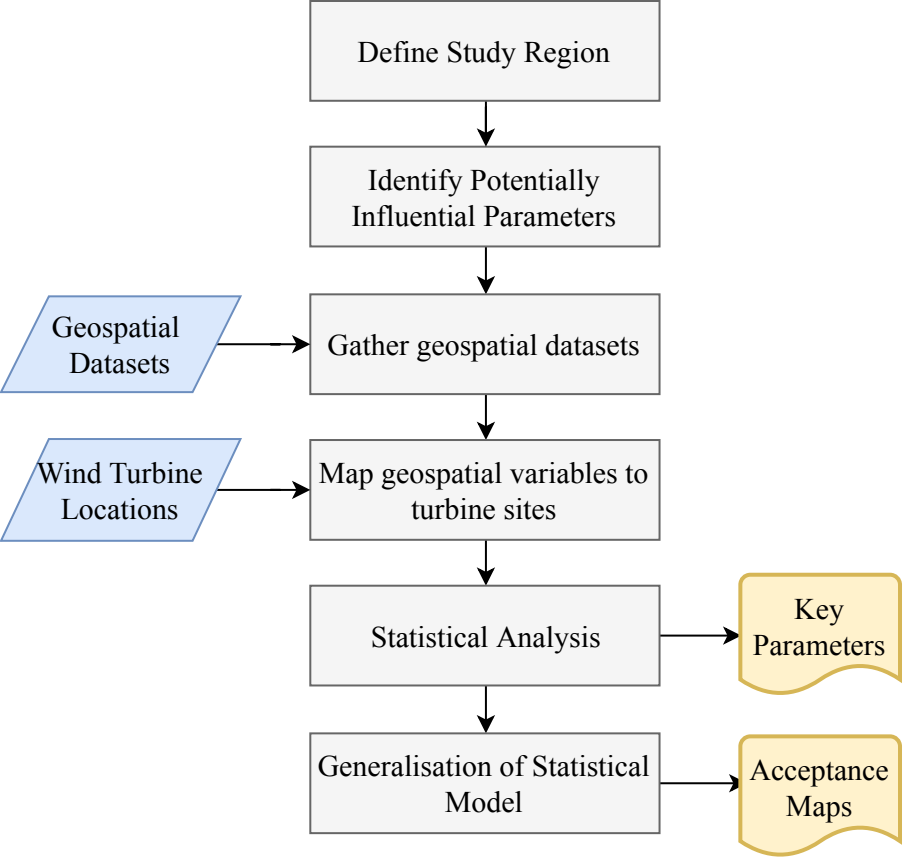 Define Study Region
Identify Potentially
Influential Parameters
Geospatial
Datasets
Gather geospatial datasets
Wind Turbine
Locations
Map geospatial variables to
turbine sites
Statistical Analysis
Key
Parameters
Generalisation of Statistical
Model
Acceptance
Maps